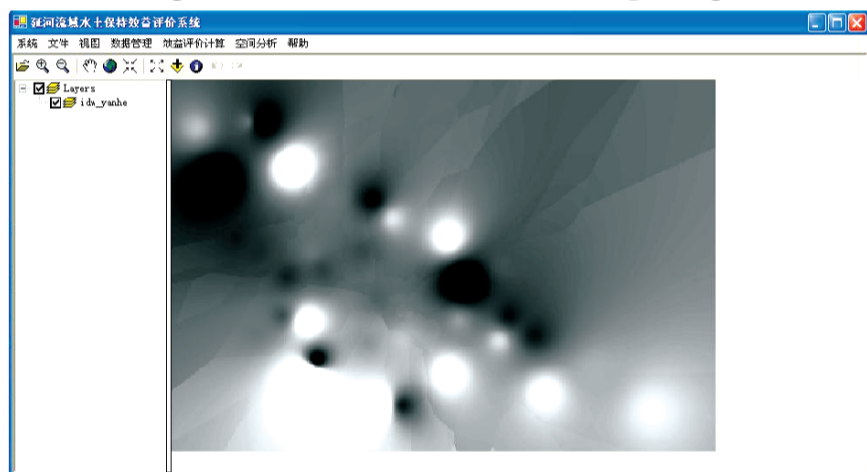 延河流域水土保持效益评价系统
系统 文件 视图 数据管理 效益评价计算 空间分析 帮助
Layers
idw_yanhe